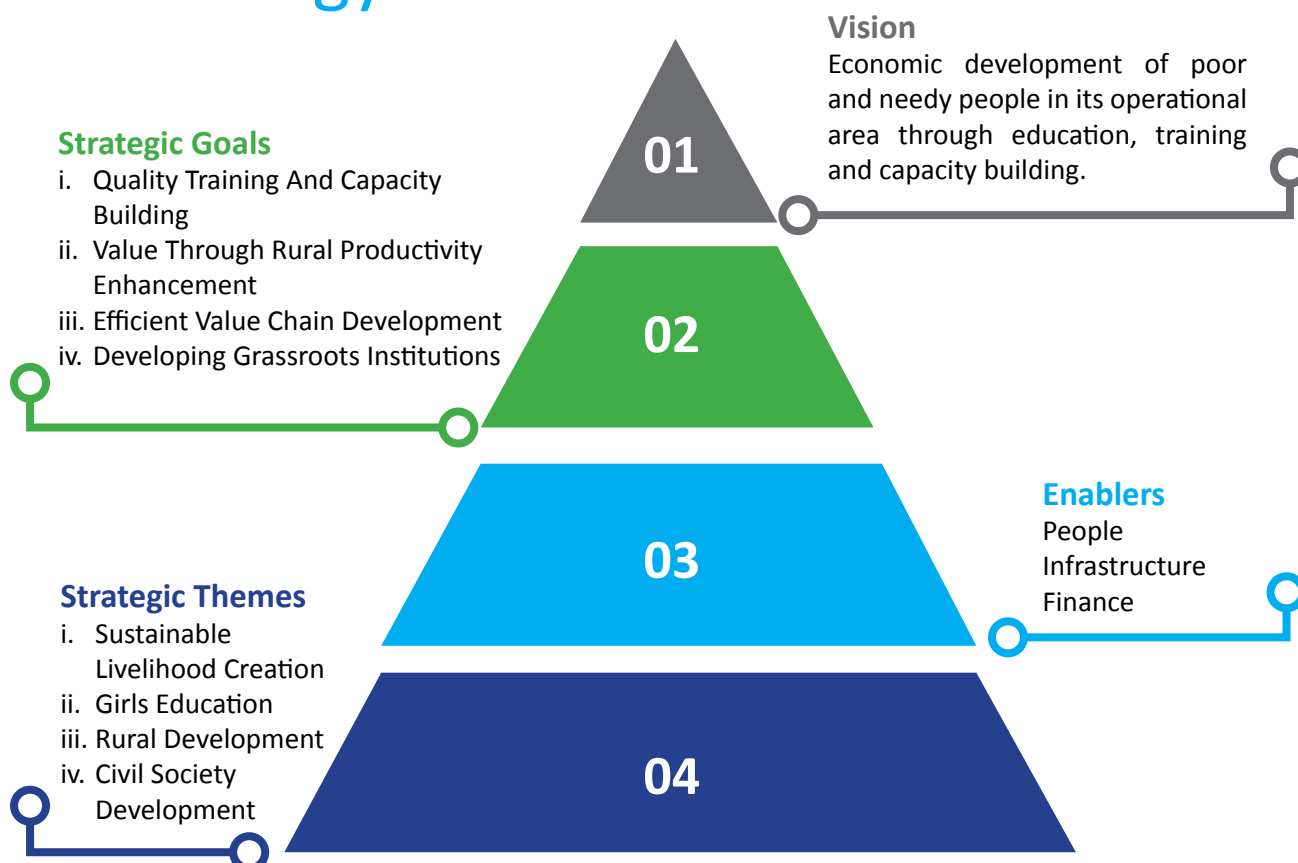 Vision
Economic development of poor
and needy people in its operational
area through education, training
and capacity building.
01
Strategic Goals
i. Quality Training And Capacity
Building
ii. Value Through Rural Productivity
Enhancement
iii. Efficient Value Chain Development
iv. Developing Grassroots Institutions
02
Enablers
People
Infrastructure
Finance
03
Strategic Themes
i. Sustainable
Livelihood Creation
ii. Girls Education
iii. Rural Development
iv. Civil Society
Development
04